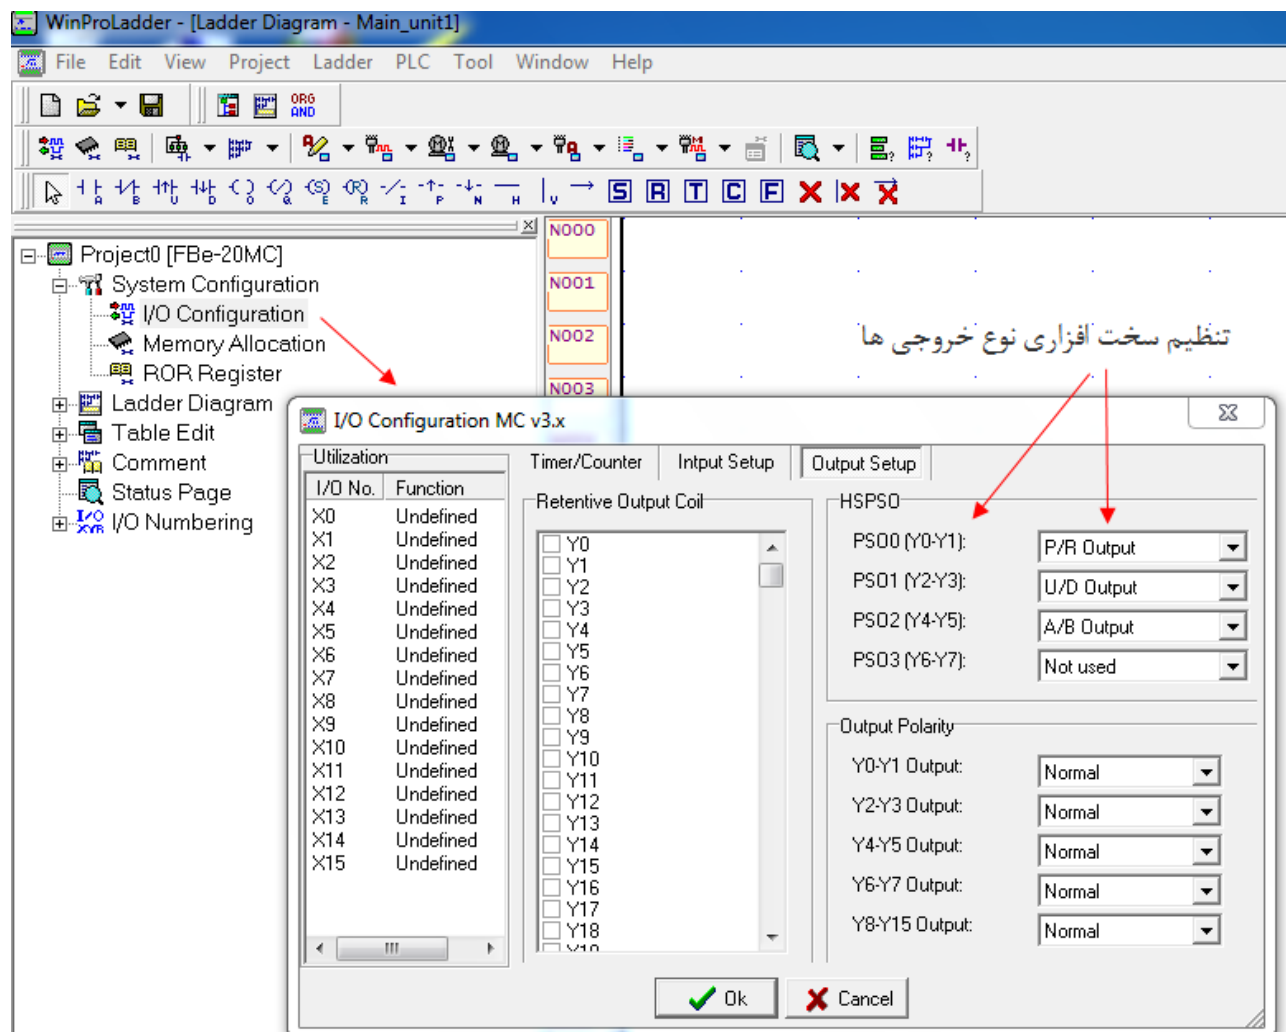 WinProLadder - [Ladder Diagram - Main_unit1]
File Edit View Project Ladder PLC Tool Window Help
ORG
AND
A B U D O Q E R I P N H V S R T C F
Project0 [FBe-20MC]
System Configuration
I/O Configuration
Memory Allocation
ROR Register
Ladder Diagram
Table Edit
Comment
Status Page
I/O Numbering
N000
N001
N002
N003
تنظیم سخت افزاری نوع خروجی ها
I/O Configuration MC v3.x
Utilization
I/O No. Function
X0 Undefined
X1 Undefined
X2 Undefined
X3 Undefined
X4 Undefined
X5 Undefined
X6 Undefined
X7 Undefined
X8 Undefined
X9 Undefined
X10 Undefined
X11 Undefined
X12 Undefined
X13 Undefined
X14 Undefined
X15 Undefined
Timer/Counter Intput Setup Output Setup
Retentive Output Coil
Y0
Y1
Y2
Y3
Y4
Y5
Y6
Y7
Y8
Y9
Y10
Y11
Y12
Y13
Y14
Y15
Y16
Y17
Y18
HSPSO
PSO0 (Y0-Y1): P/R Output
PSO1 (Y2-Y3): U/D Output
PSO2 (Y4-Y5): A/B Output
PSO3 (Y6-Y7): Not used
Output Polarity
Y0-Y1 Output: Normal
Y2-Y3 Output: Normal
Y4-Y5 Output: Normal
Y6-Y7 Output: Normal
Y8-Y15 Output: Normal
Ok Cancel